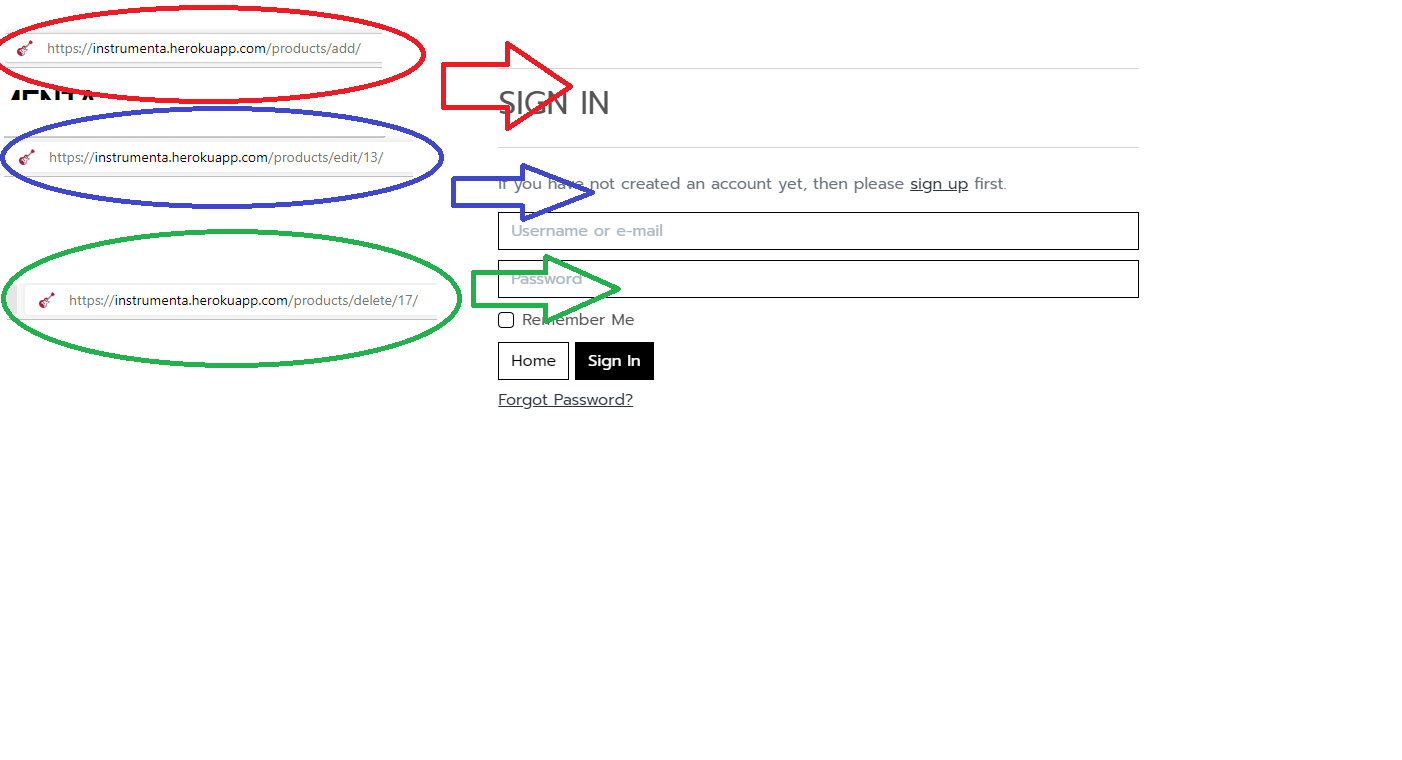 https://instrumenta.herokuapp.com/products/add/
https://instrumenta.herokuapp.com/products/edit/13/
https://instrumenta.herokuapp.com/products/delete/17/
SIGN IN
If you have not created an account yet, then please sign up first.
Username or e-mail
Password
Remember Me
Home
Sign In
Forgot Password?